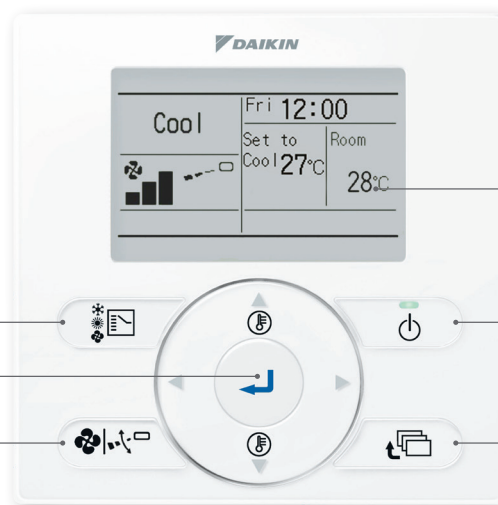 DAIKIN
Fri 12:00
Cool
Set to
Cool 27°C
Room
28°C